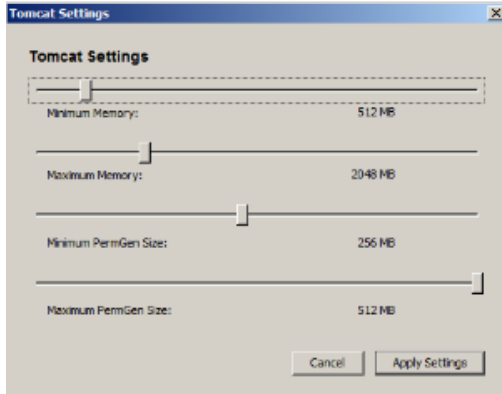 Tomcat Settings
Tomcat Settings
Minimum Memory: 512 MB
Maximum Memory: 2048 MB
Minimum PermGen Size: 256 MB
Maximum PermGen Size: 512 MB
Cancel Apply Settings